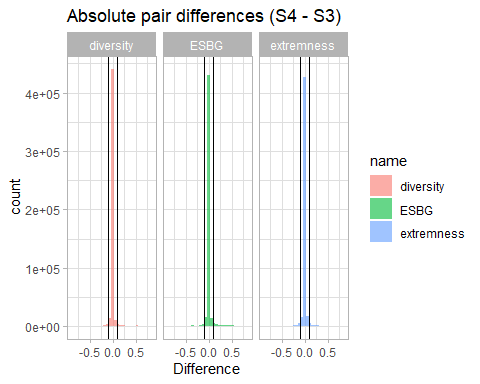 Absolute pair differences (S4 - S3)
diversity ESBG extremness
4e+05
3e+05
2e+05
1e+05
0e+00
count
-0.5 0.0 0.5 -0.5 0.0 0.5 -0.5 0.0 0.5
Difference
name
diversity
ESBG
extremness